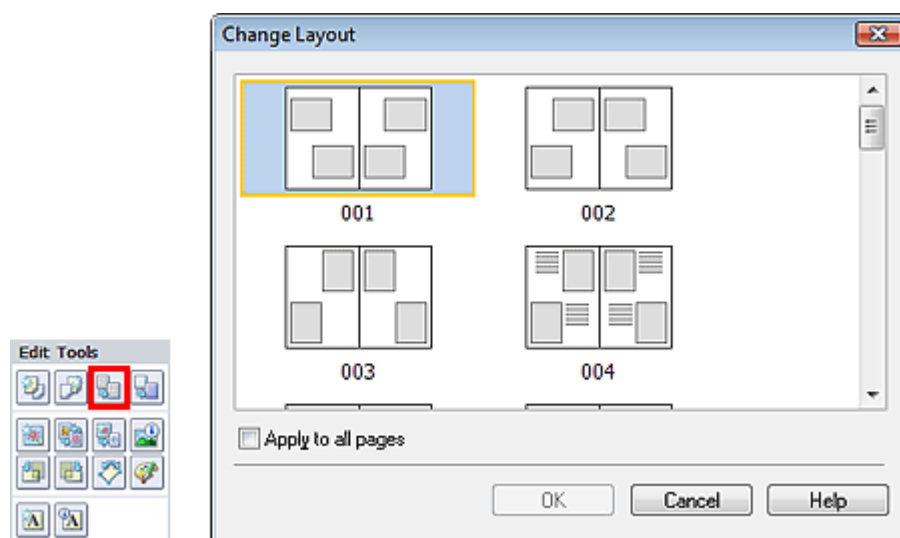 Change Layout
001
002
003
004
Edit Tools
Apply to all pages
OK
Cancel
Help
A
A